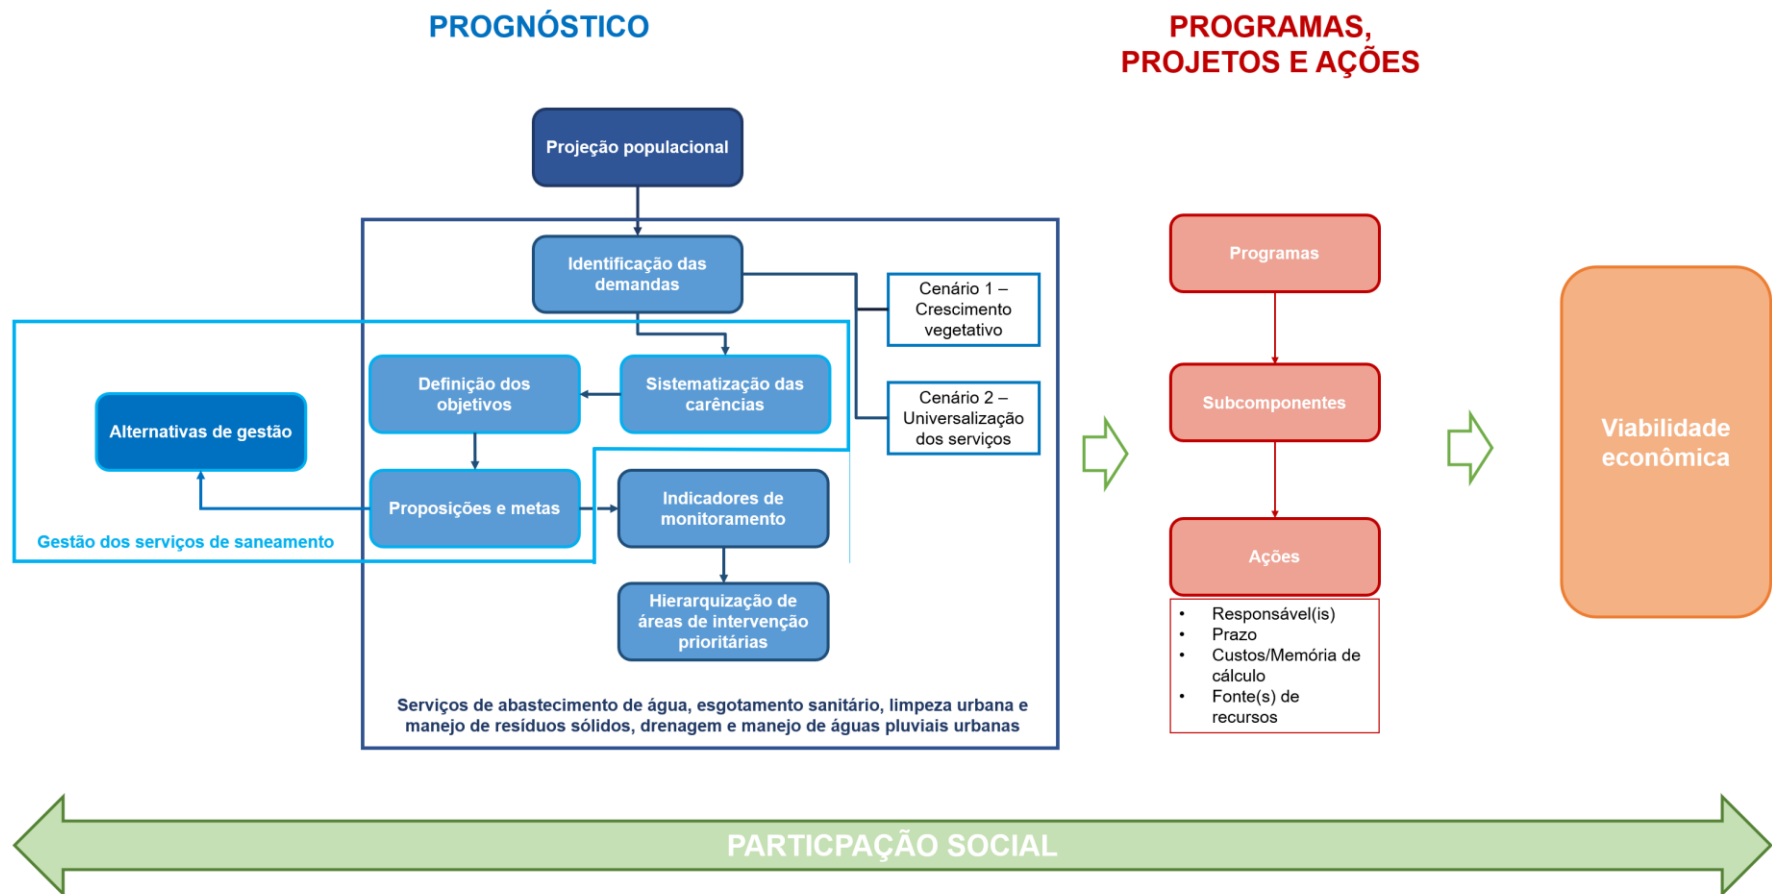 PROGNÓSTICO
PROGRAMAS,
PROJETOS E AÇÕES
Projeção populacional
Identificação das
demandas
Cenário 1 –
Crescimento
vegetativo
Definição dos
objetivos
Sistematização das
carências
Cenário 2 –
Universalização
dos serviços
Alternativas de gestão
Proposições e metas
Indicadores de
monitoramento
Gestão dos serviços de saneamento
Hierarquização de
áreas de intervenção
prioritárias
Serviços de abastecimento de água, esgotamento sanitário, limpeza urbana e
manejo de resíduos sólidos, drenagem e manejo de águas pluviais urbanas
Programas
Subcomponentes
Ações
• Responsável(is)
• Prazo
• Custos/Memória de
cálculo
• Fonte(s) de
recursos
Viabilidade
econômica
PARTICPAÇÃO SOCIAL